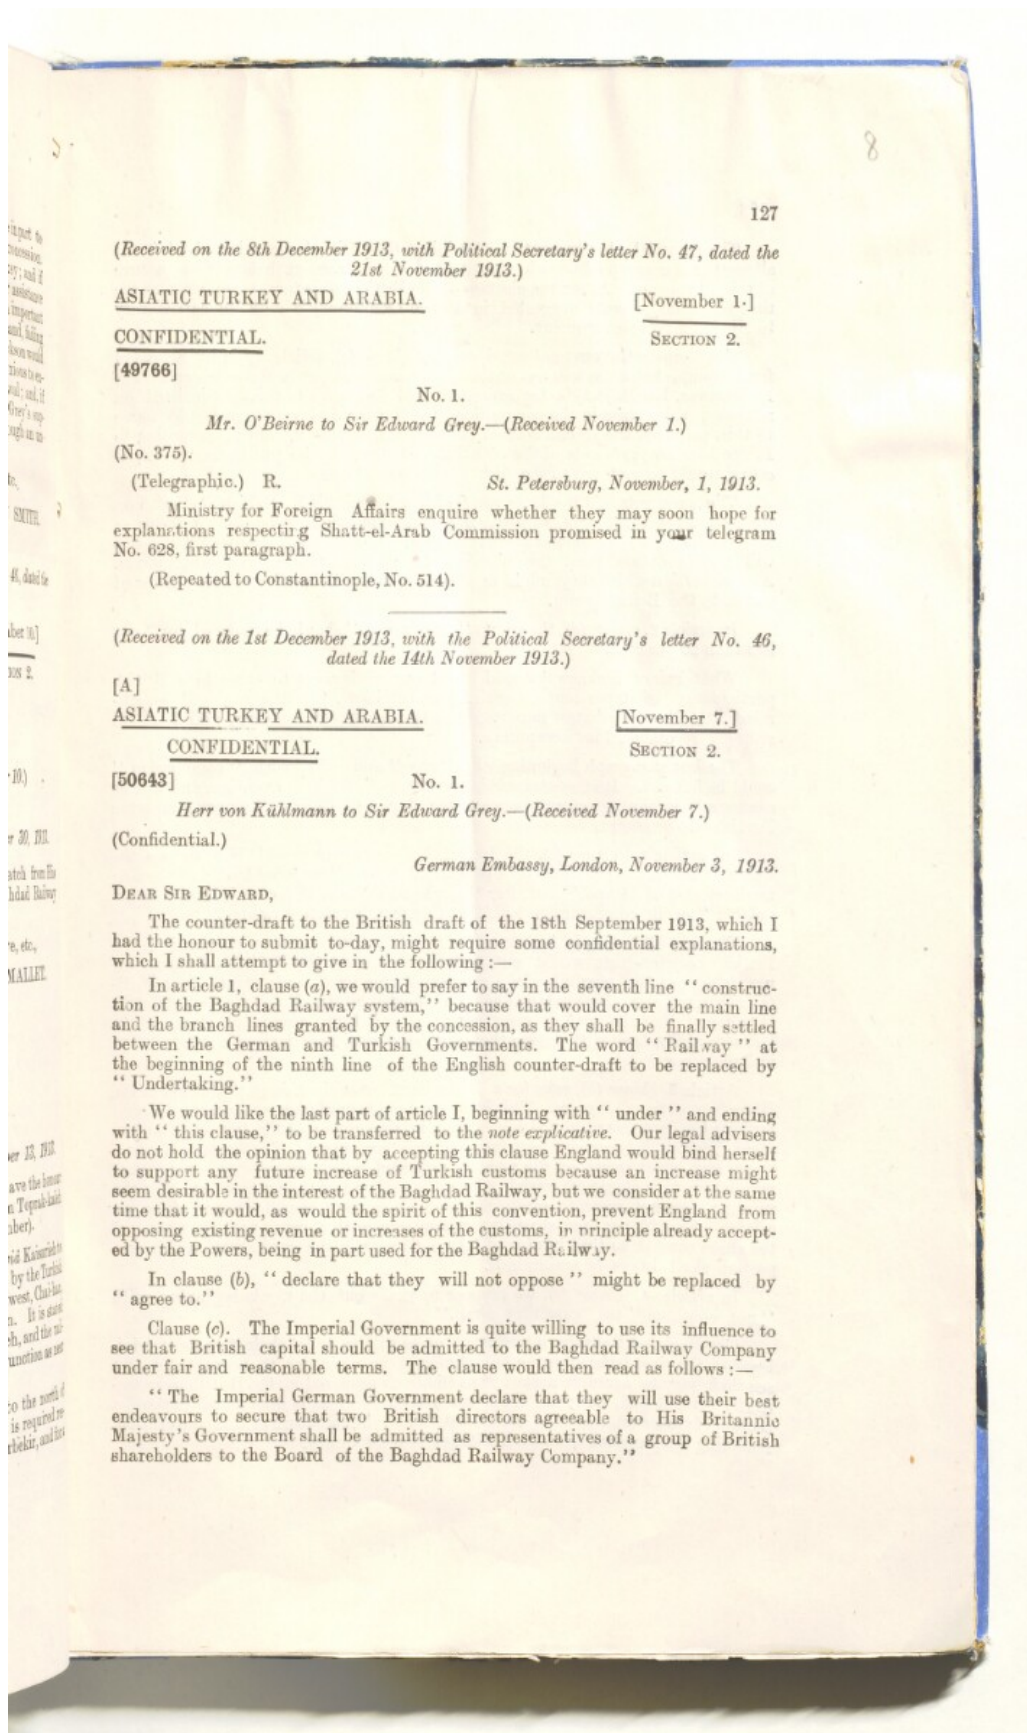 8
127
(Received on the 8th December 1913, with Political Secretary's letter No. 47, dated the
21st November 1913.)
ASIATIC TURKEY AND ARABIA. [November 1.]
CONFIDENTIAL. SECTION 2.
[49766]
No. 1.
Mr. O'Beirne to Sir Edward Grey.—(Received November 1.)
(No. 375).
(Telegraphic.) R. St. Petersburg, November, 1, 1913.
Ministry for Foreign Affairs enquire whether they may soon hope for
explanations respecting Shatt-el-Arab Commission promised in your telegram
No. 628, first paragraph.
(Repeated to Constantinople, No. 514).
(Received on the 1st December 1913, with the Political Secretary's letter No. 46,
dated the 14th November 1913.)
[A]
ASIATIC TURKEY AND ARABIA. [November 7.]
CONFIDENTIAL. SECTION 2.
[50643] No. 1.
Herr von Kühlmann to Sir Edward Grey.—(Received November 7.)
(Confidential.)
German Embassy, London, November 3, 1913.
DEAR SIR EDWARD,
The counter-draft to the British draft of the 18th September 1913, which I
had the honour to submit to-day, might require some confidential explanations,
which I shall attempt to give in the following :—
In article 1, clause (a), we would prefer to say in the seventh line "construc-
tion of the Baghdad Railway system," because that would cover the main line
and the branch lines granted by the concession, as they shall be finally settled
between the German and Turkish Governments. The word "Railway" at
the beginning of the ninth line of the English counter-draft to be replaced by
"Undertaking."
We would like the last part of article I, beginning with "under" and ending
with "this clause," to be transferred to the note explicative. Our legal advisers
do not hold the opinion that by accepting this clause England would bind herself
to support any future increase of Turkish customs because an increase might
seem desirable in the interest of the Baghdad Railway, but we consider at the same
time that it would, as would the spirit of this convention, prevent England from
opposing existing revenue or increases of the customs, in principle already accept-
ed by the Powers, being in part used for the Baghdad Railway.
In clause (b), "declare that they will not oppose" might be replaced by
"agree to."
Clause (c). The Imperial Government is quite willing to use its influence to
see that British capital should be admitted to the Baghdad Railway Company
under fair and reasonable terms. The clause would then read as follows :—
"The Imperial German Government declare that they will use their best
endeavours to secure that two British directors agreeable to His Britannic
Majesty's Government shall be admitted as representatives of a group of British
shareholders to the Board of the Baghdad Railway Company."